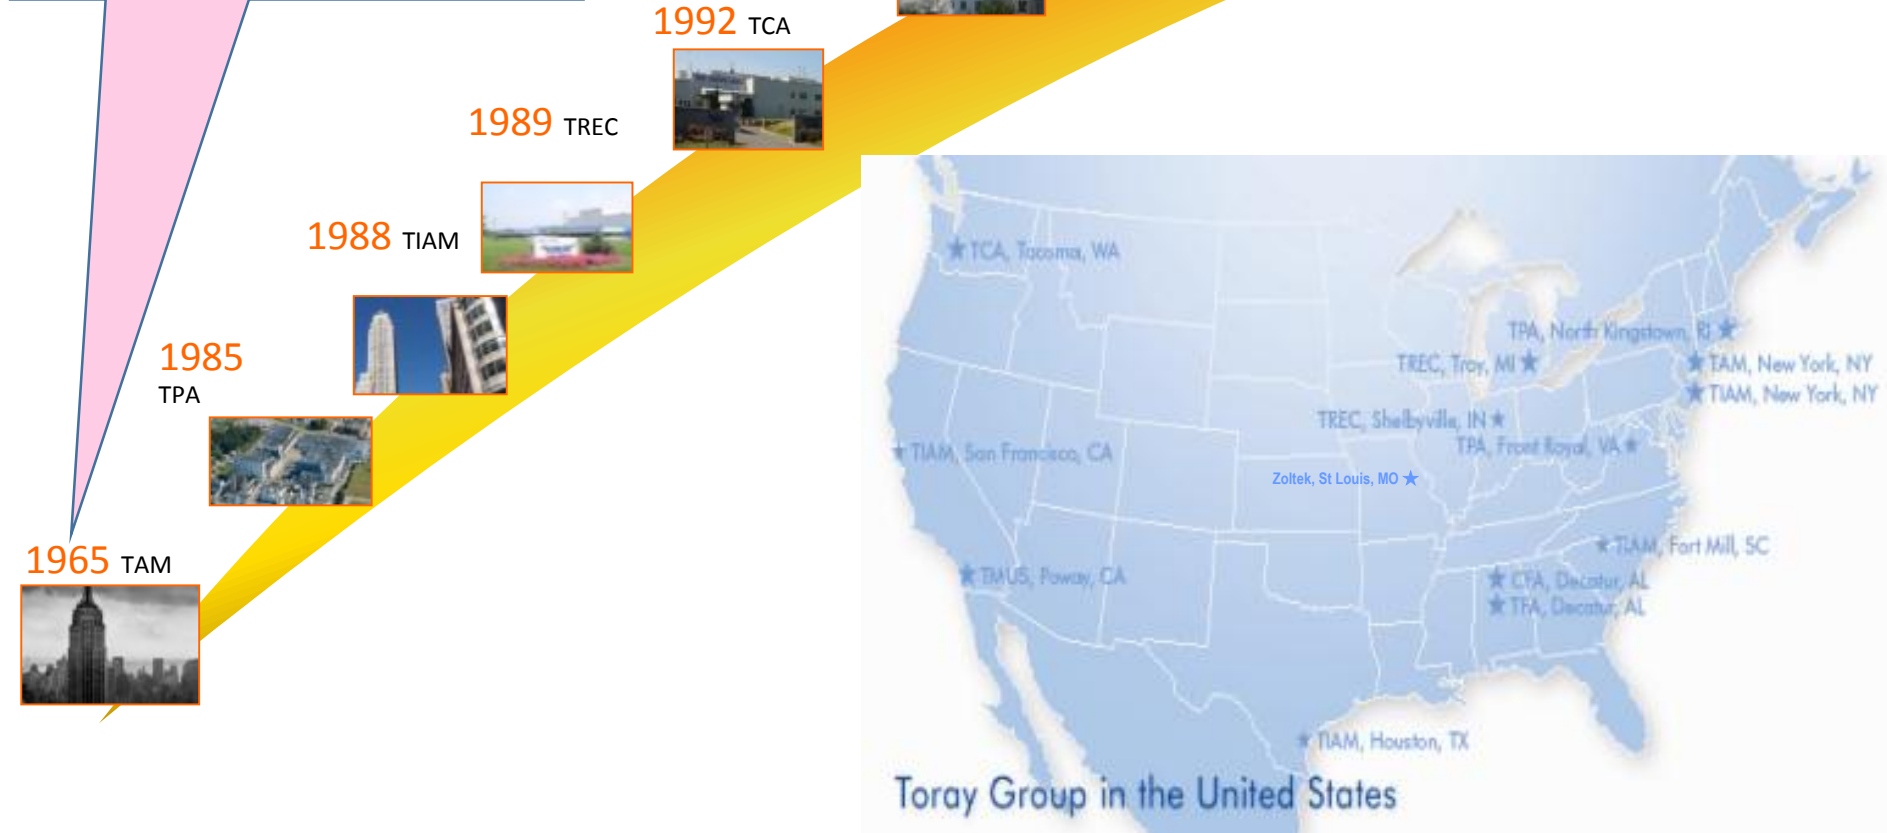 1992 TCA
1989 TREC
1988 TIAM
1985
TPA
1965 TAM
TCA, Tacoma, WA
TPA, North Kingstown, RI
TREC, Troy, MI
TAM, New York, NY
TIAM, New York, NY
TREC, Shelbyville, IN
TPA, Front Royal, VA
TIAM, San Francisco, CA
Zoltek, St Louis, MO
TIAM, Fort Mill, SC
TMUS, Poway, CA
CFA, Decatur, AL
TFA, Decatur, AL
TIAM, Houston, TX
Toray Group in the United States